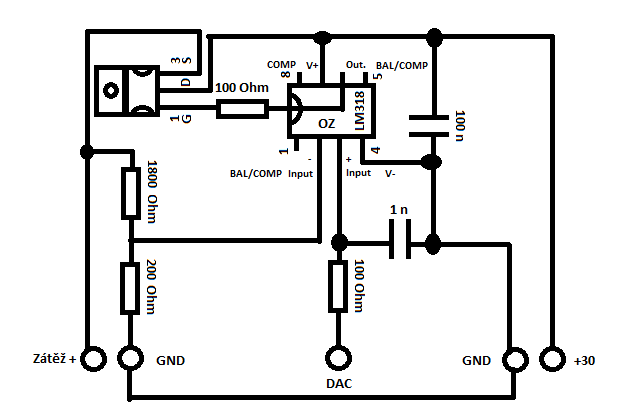 3
S
D
1
G
100 Ohm
COMP
8
V+
Out.
5
BAL/COMP
OZ
LM318
100 n
1
BAL/COMP
-
Input
+
Input
4
V-
1800 Ohm
1 n
200 Ohm
100 Ohm
Zátěž +
GND
DAC
GND
+30